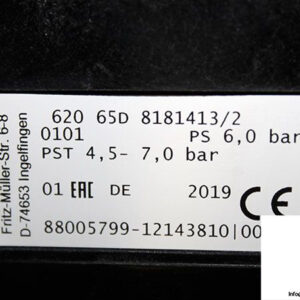 Fritz-Müller-Str. 6-8
D-74653 Ingelfingen
620 65D 8181413/2
0101 PS 6,0 bar
PST 4,5- 7,0 bar
01 EAC DE 2019 CE
88005799-12143810|00